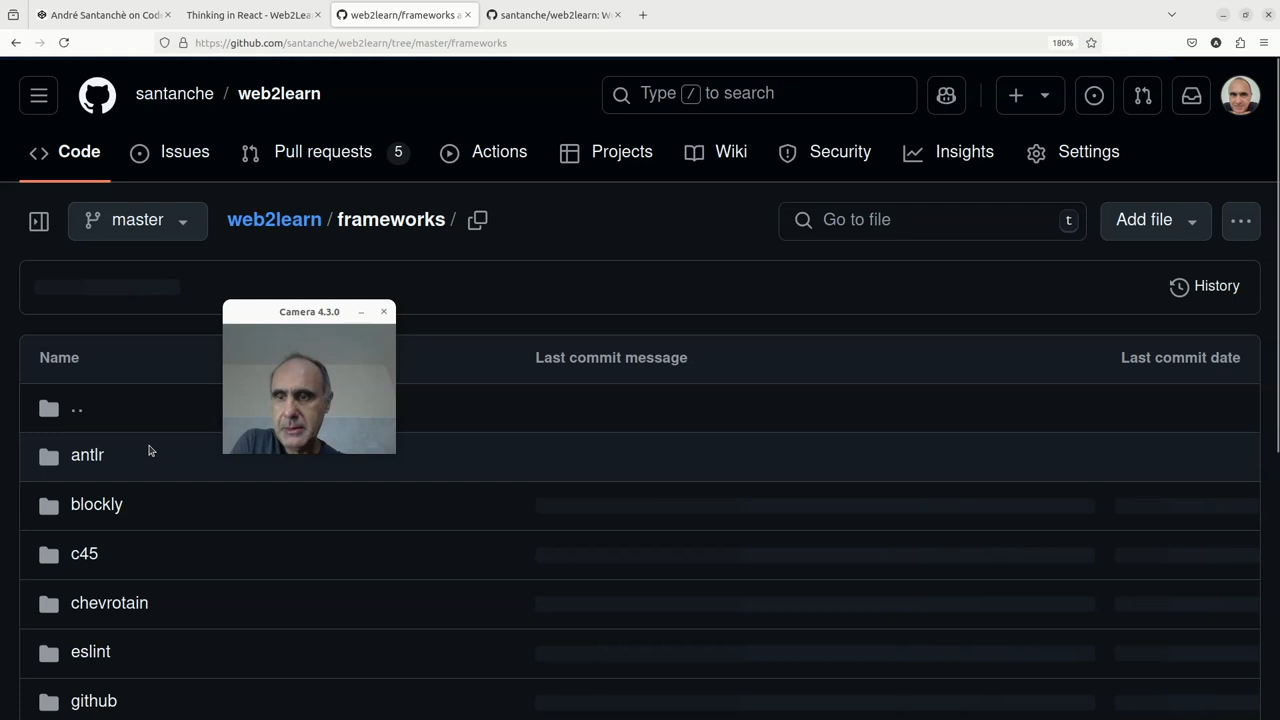 André Santanchè on Cod
Thinking in React - Web2Lea
web2learn/frameworks a
santanche/web2learn: W
https://github.com/santanche/web2learn/tree/master/frameworks
180%
santanche / web2learn
Type / to search
Code
Issues
Pull requests 5
Actions
Projects
Wiki
Security
Insights
Settings
master
web2learn / frameworks /
Go to file
t
Add file
History
Camera 4.3.0
Name
Last commit message
Last commit date
..
antlr
blockly
c45
chevrotain
eslint
github